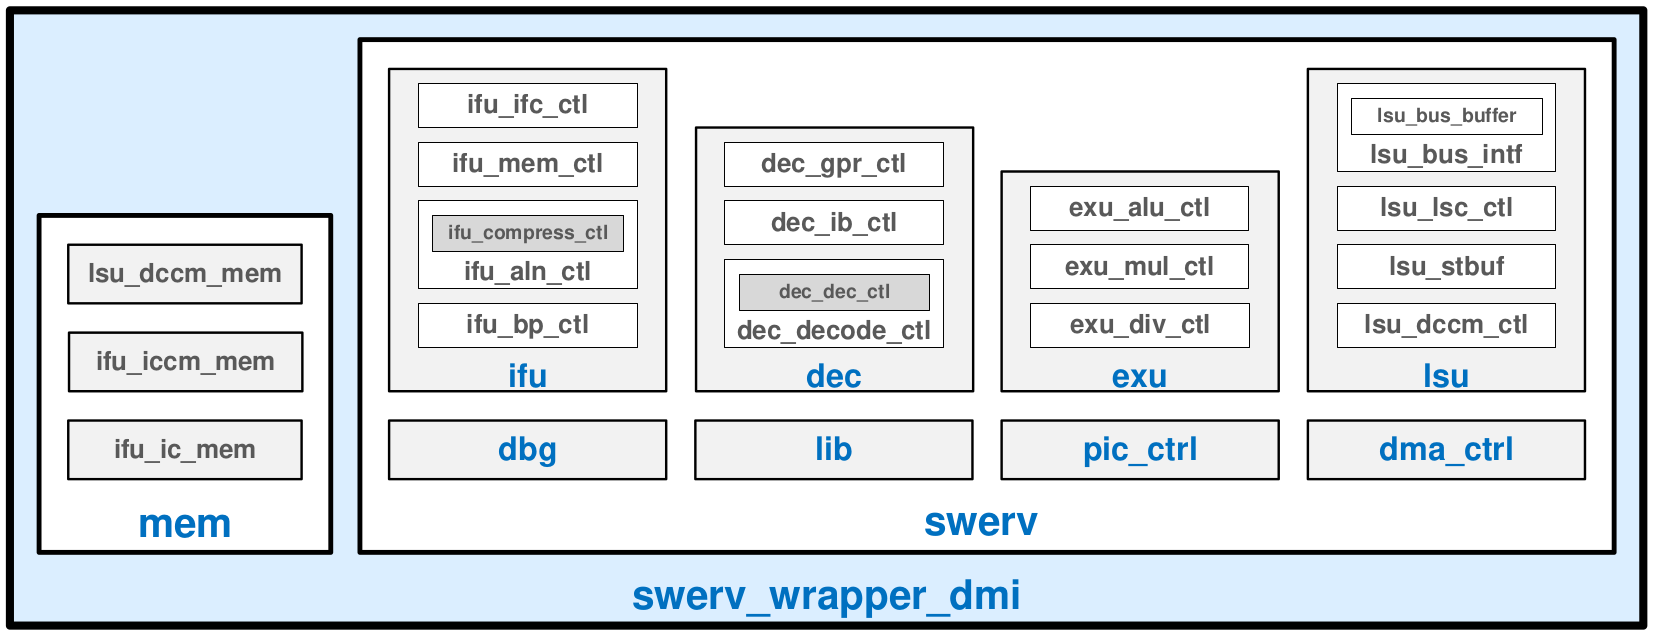 lsu_dccm_mem
ifu_iccm_mem
ifu_ic_mem
mem
ifu_ifc_ctl
ifu_mem_ctl
ifu_compress_ctl
ifu_aln_ctl
ifu_bp_ctl
ifu
dec_gpr_ctl
dec_ib_ctl
dec_dec_ctl
dec_decode_ctl
dec
exu_alu_ctl
exu_mul_ctl
exu_div_ctl
exu
lsu_bus_buffer
lsu_bus_intf
lsu_lsc_ctl
lsu_stbuf
lsu_dccm_ctl
lsu
dbg
lib
pic_ctrl
dma_ctrl
swerv
swerv_wrapper_dmi